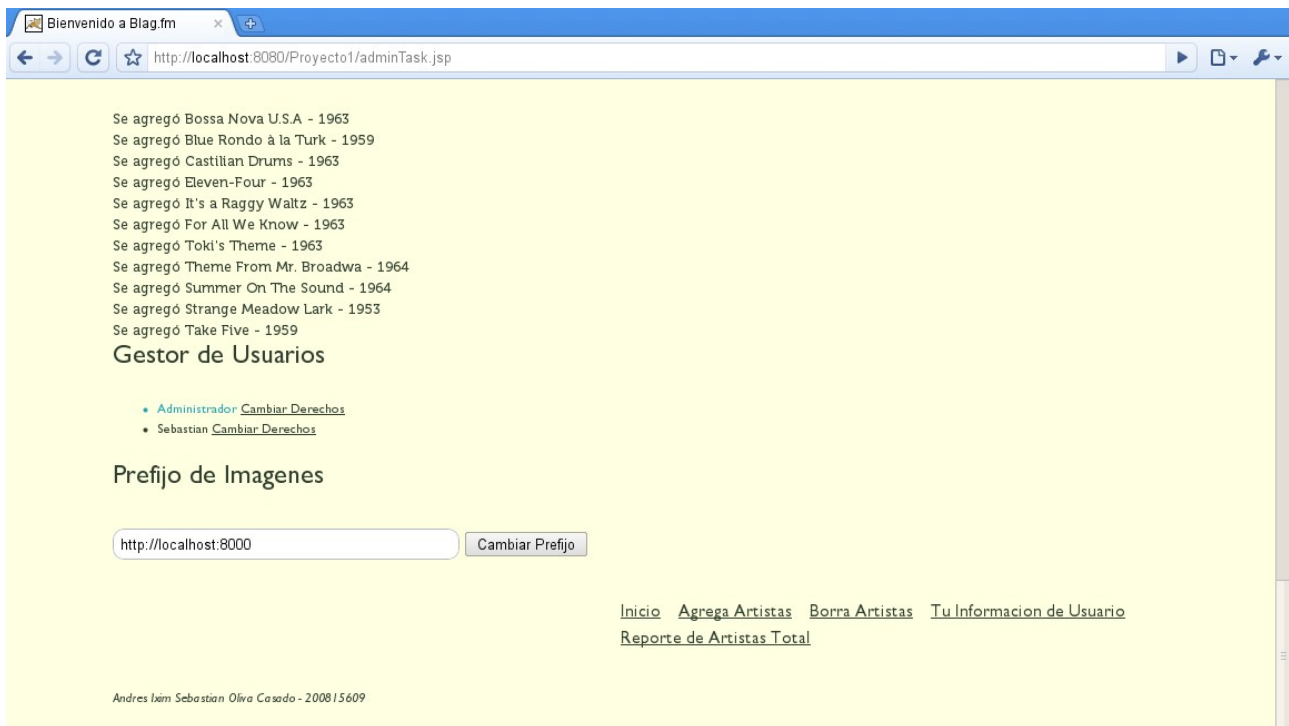 Bienvenido a Blag.fm
http://localhost:8080/Proyecto1/adminTask.jsp
Se agregó Bossa Nova U.S.A - 1963
Se agregó Blue Rondo à la Turk - 1959
Se agregó Castilian Drums - 1963
Se agregó Eleven-Four - 1963
Se agregó It's a Raggy Waltz - 1963
Se agregó For All We Know - 1963
Se agregó Toki's Theme - 1963
Se agregó Theme From Mr. Broadwa - 1964
Se agregó Summer On The Sound - 1964
Se agregó Strange Meadow Lark - 1953
Se agregó Take Five - 1959
Gestor de Usuarios
Administrador Cambiar Derechos
Sebastian Cambiar Derechos
Prefijo de Imagenes
http://localhost:8000 Cambiar Prefijo
Inicio Agrega Artistas Borra Artistas Tu Informacion de Usuario
Reporte de Artistas Total
Andres Ixim Sebastian Oliva Casado - 200815609